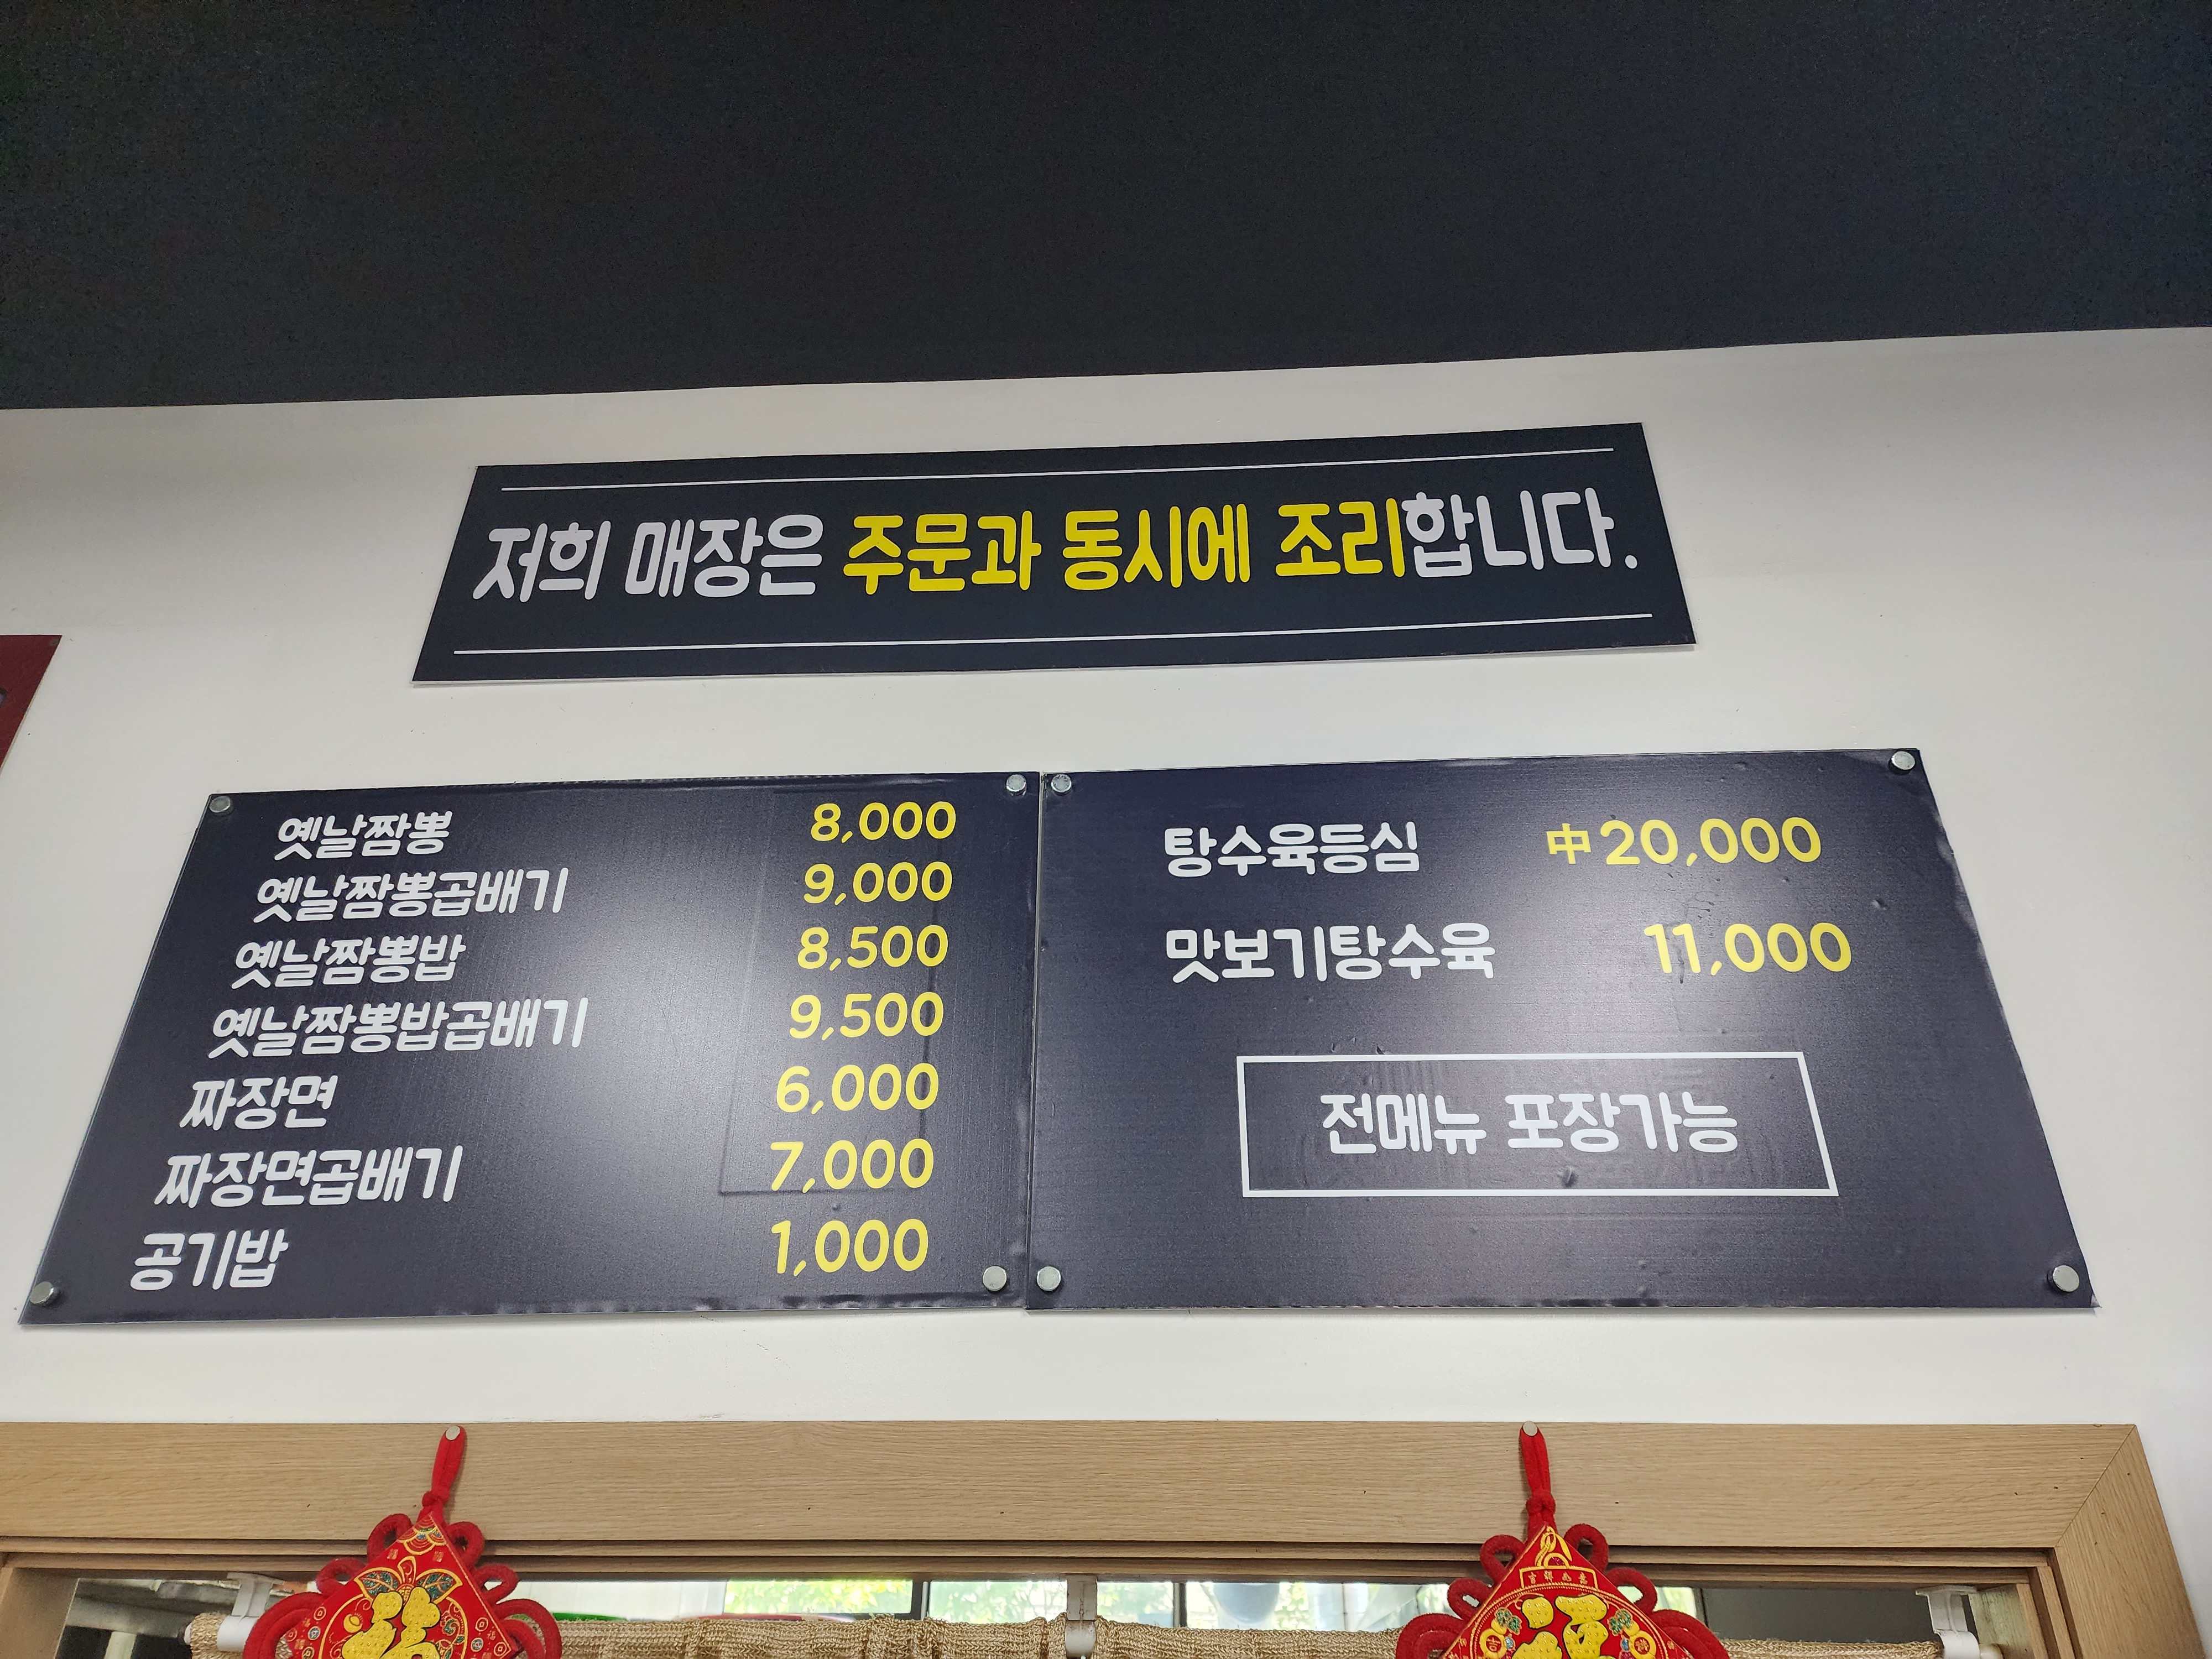 저희 매장은 주문과 동시에 조리합니다.
옛날짬뽕 8,000
옛날짬뽕곱배기 9,000
옛날짬뽕밥 8,500
옛날짬뽕밥곱배기 9,500
짜장면 6,000
짜장면곱배기 7,000
공기밥 1,000
탕수육등심 中20,000
맛보기탕수육 11,000
전메뉴 포장가능